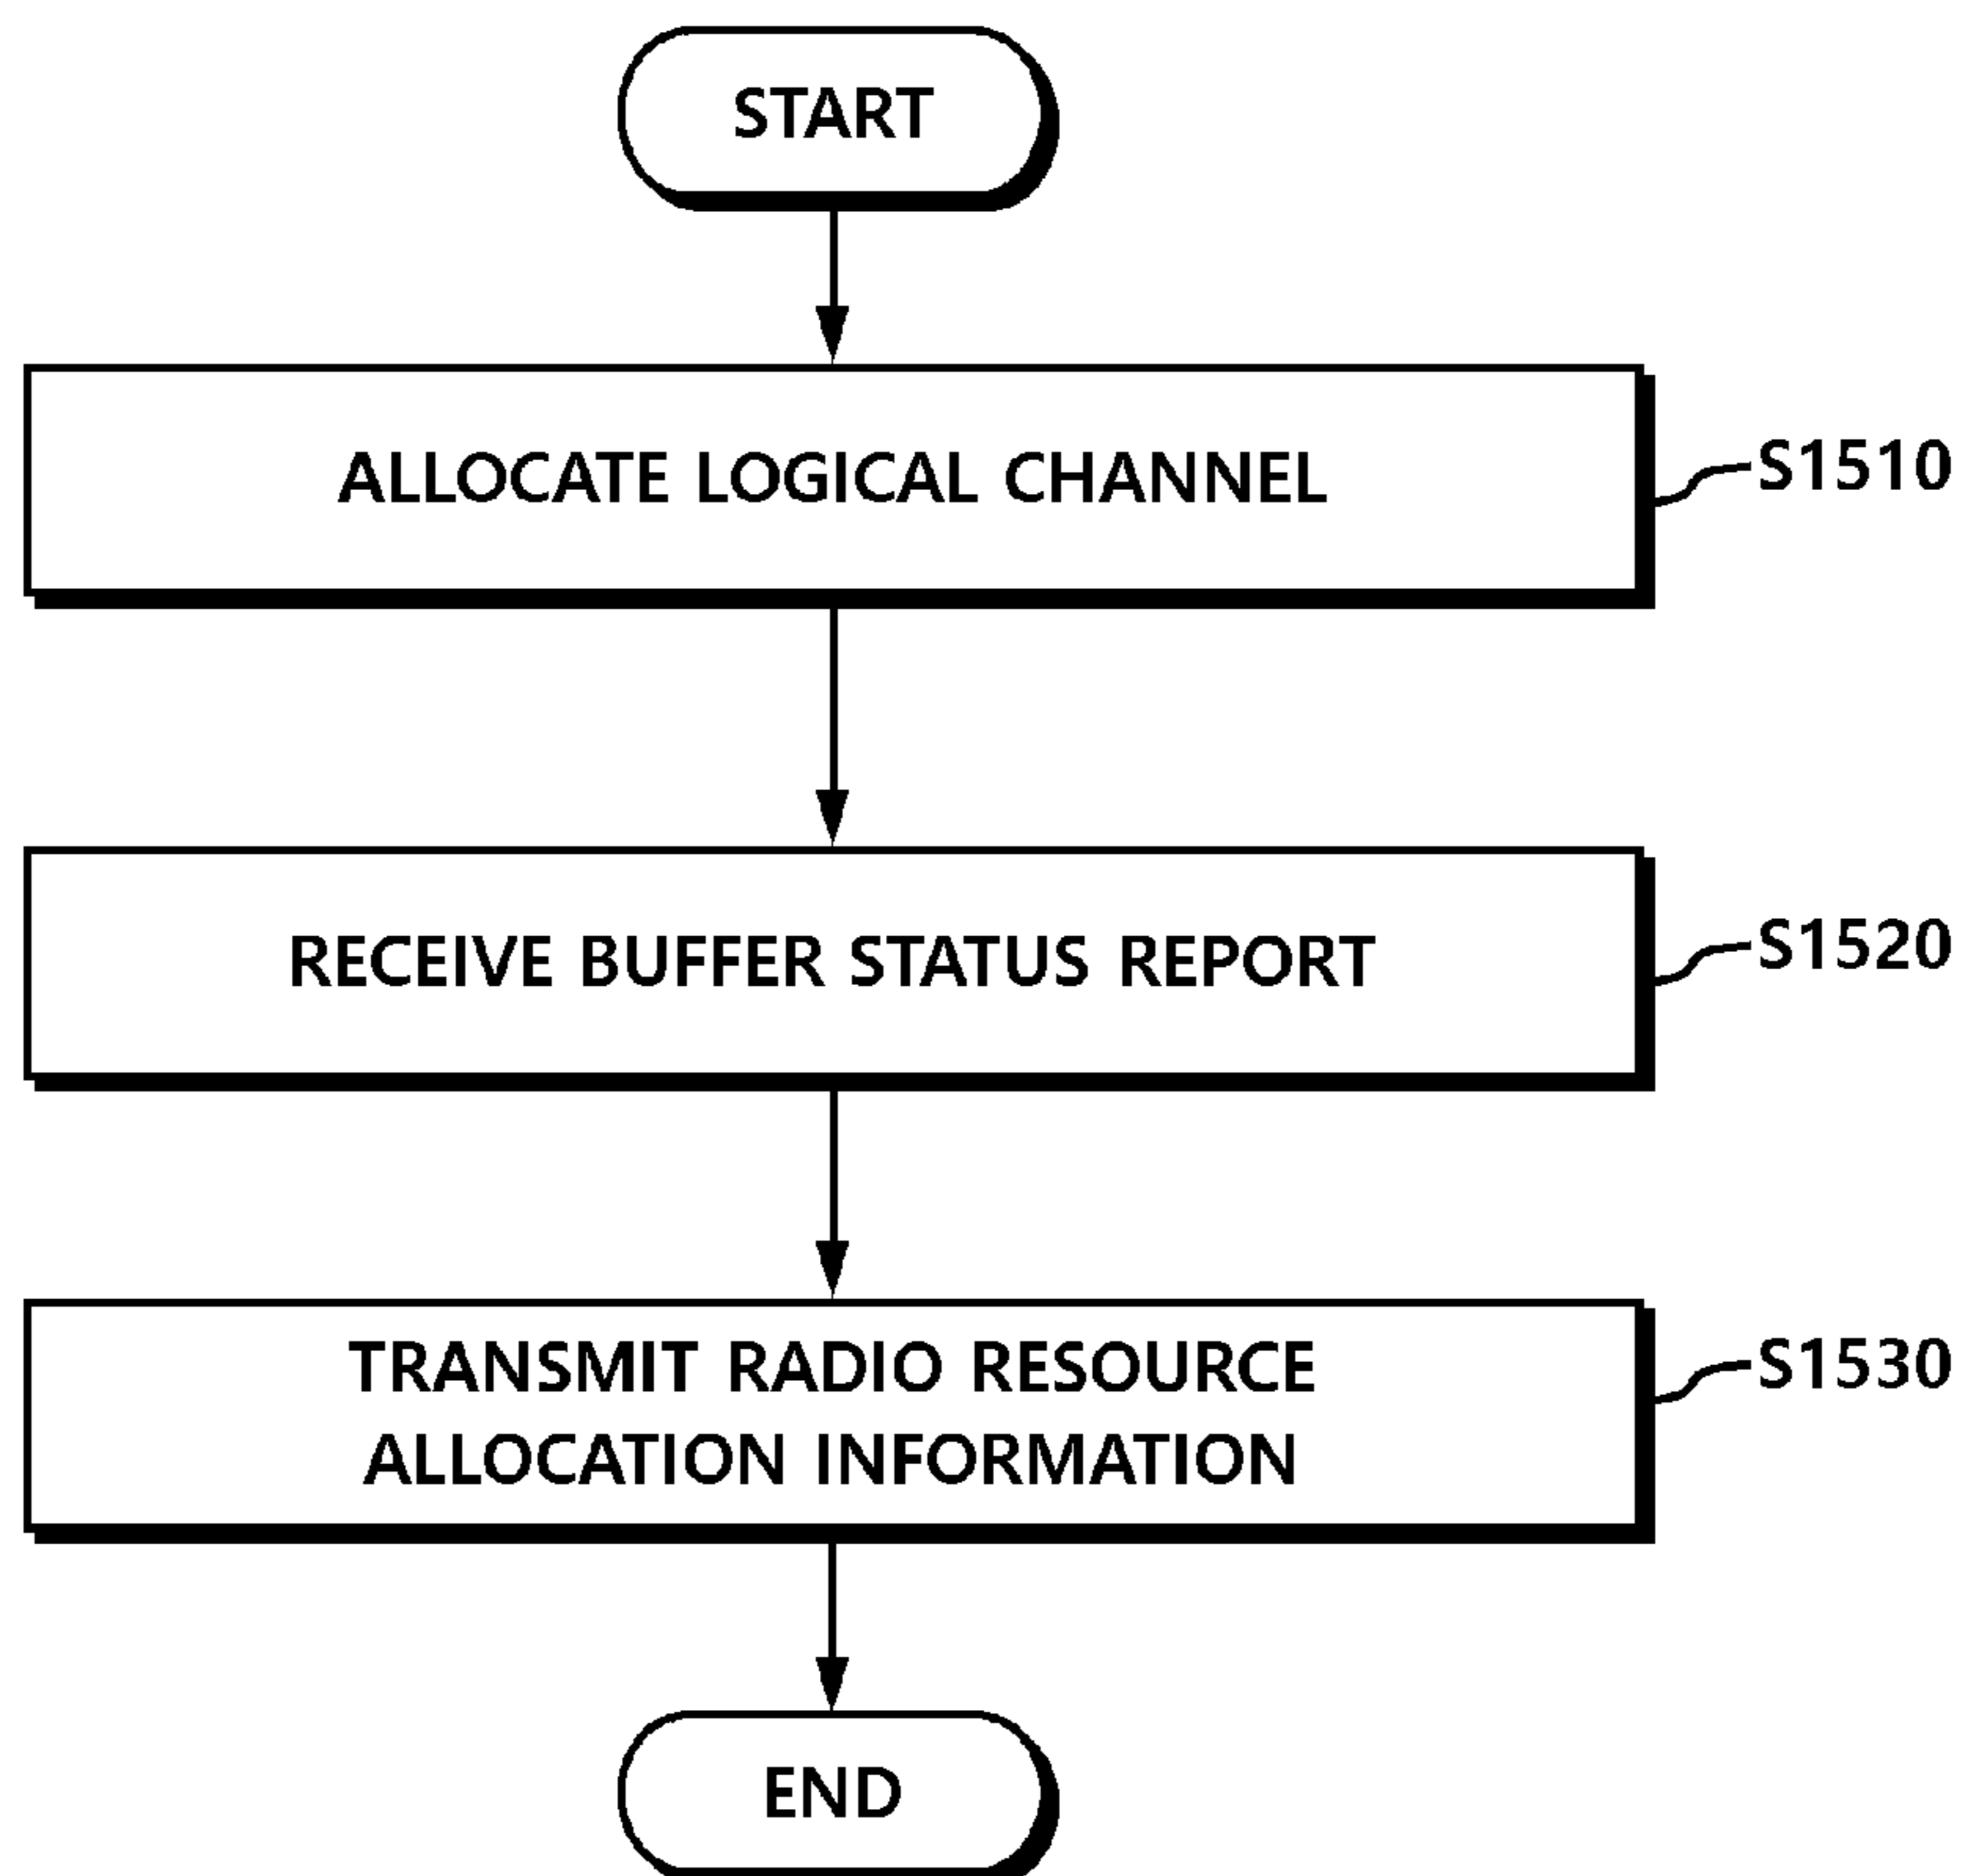 START
ALLOCATE LOGICAL CHANNEL
S1510
RECEIVE BUFFER STATUS REPORT
S1520
TRANSMIT RADIO RESOURCE
ALLOCATION INFORMATION
S1530
END